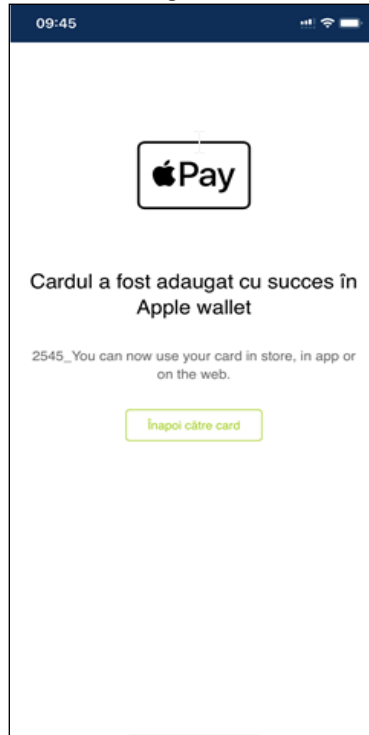 09:45
Pay
Cardul a fost adaugat cu succes în
Apple wallet
2545_You can now use your card in store, in app or
on the web.
Înapoi către card